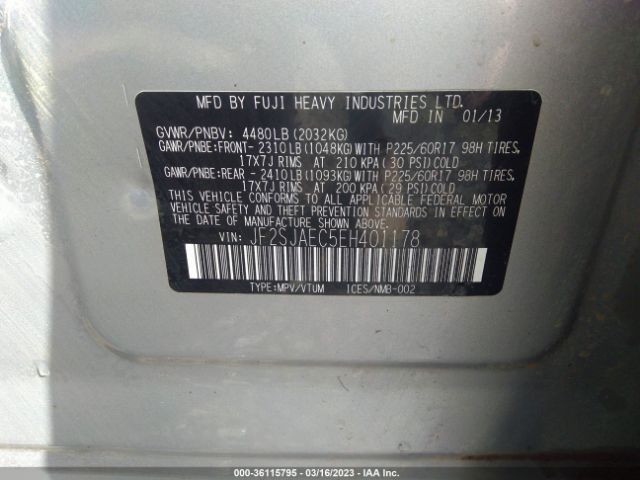 MFD BY FUJI HEAVY INDUSTRIES LTD.
MFD IN 01/13
GVWR/PNBV: 4480LB(2032KG)
GAWR/PNBE:FRONT- 2310LB(1048KG)WITH P225/60R17 98H TIRES,
17X7J RIMS AT 210 KPA(30 PSI)COLD
GAWR/PNBE:REAR - 2410LB(1093KG)WITH P225/60R17 98H TIRES,
17X7J RIMS AT 200 KPA(29 PSI)COLD
THIS VEHICLE CONFORMS TO ALL APPLICABLE FEDERAL MOTOR
VEHICLE SAFETY AND THEFT PREVENTION STANDARDS IN EFFECT
ON THE DATE OF MANUFACTURE SHOWN ABOVE.
VIN: JF2SJAEC5EH401178
TYPE:MPV/VTUM ICES/NMB-002
000-36115795 - 03/16/2023 - IAA Inc.